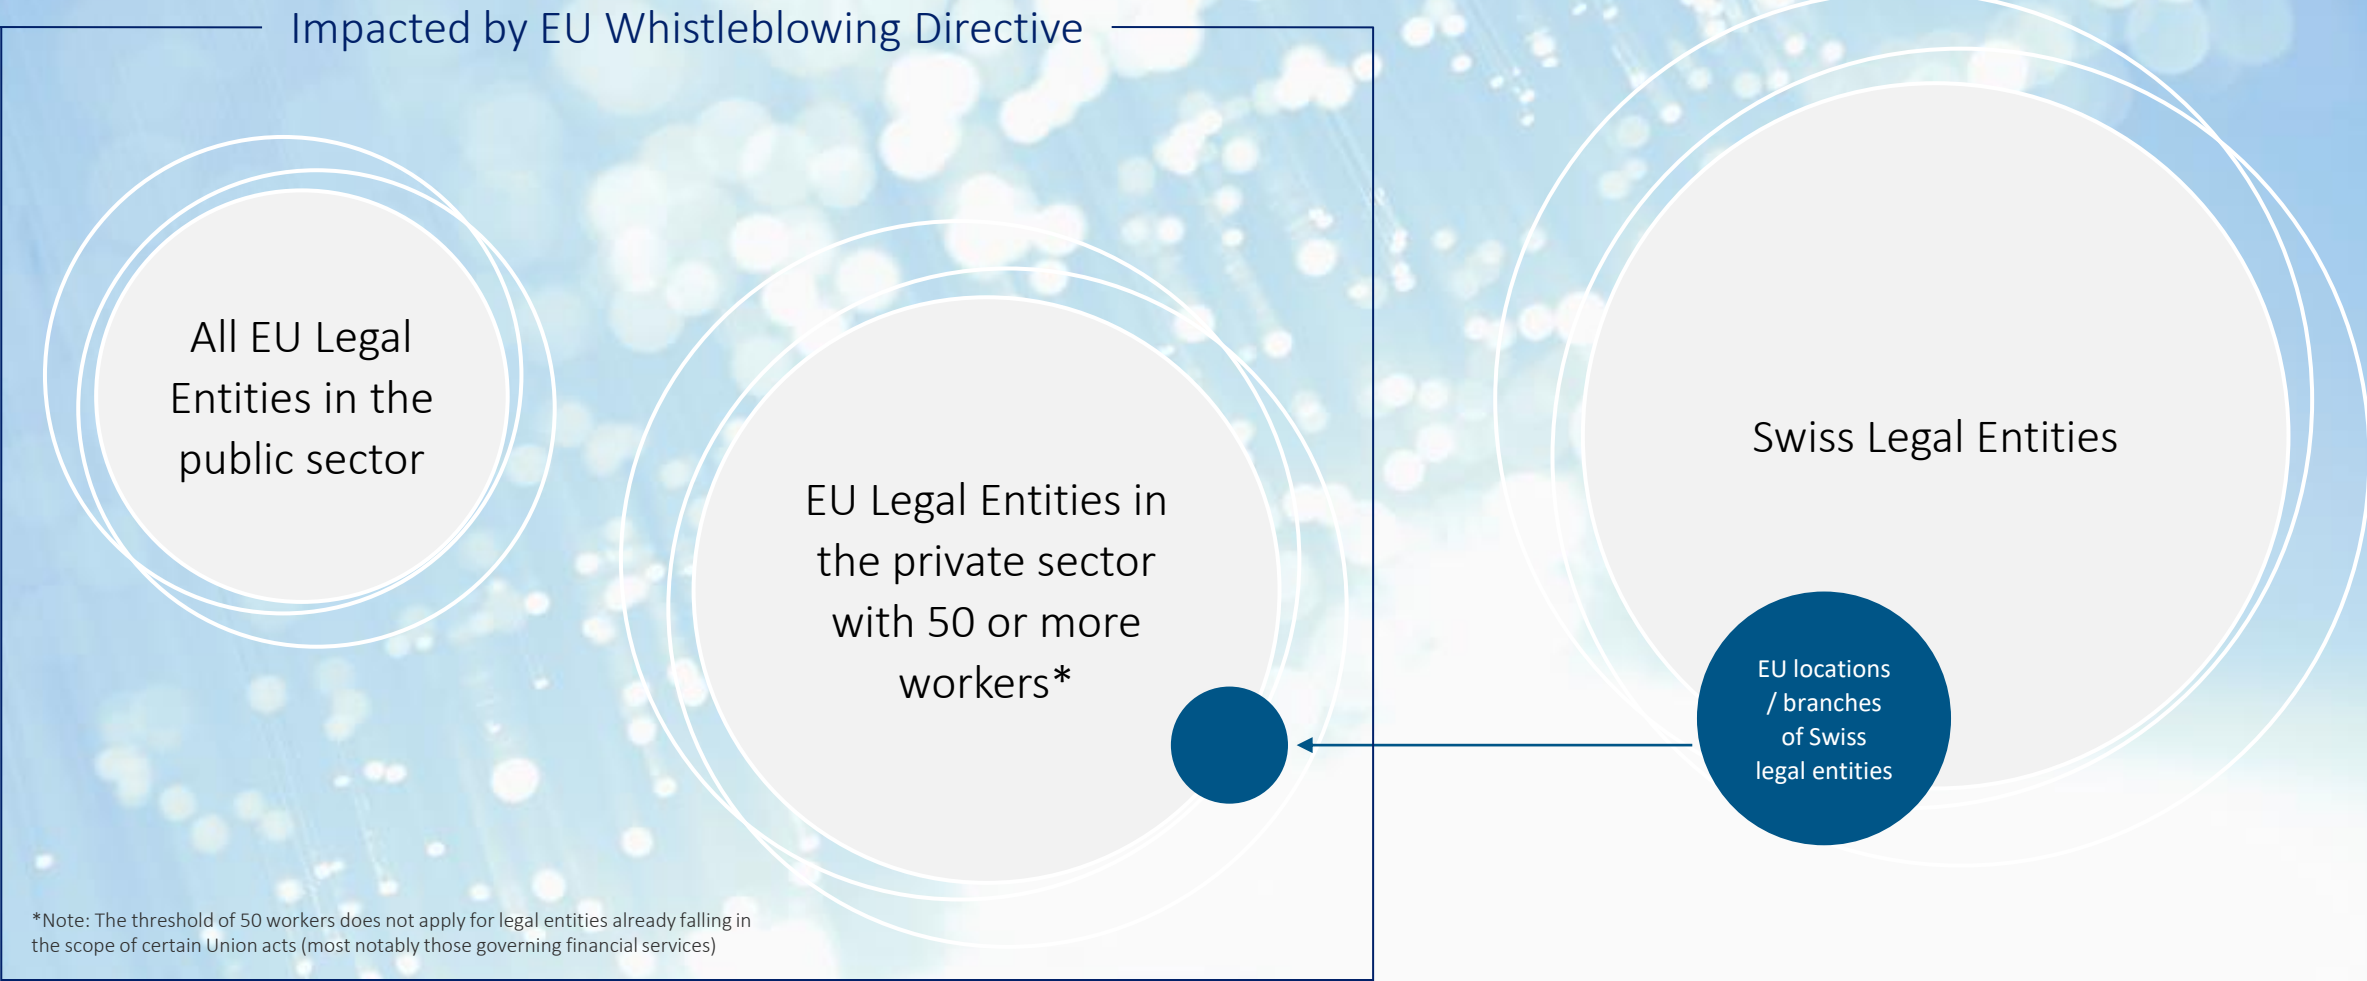 Impacted by EU Whistleblowing Directive
All EU Legal
Entities in the
public sector
EU Legal Entities in
the private sector
with 50 or more
workers*
Swiss Legal Entities
EU locations
/ branches
of Swiss
legal entities
*Note: The threshold of 50 workers does not apply for legal entities already falling in
the scope of certain Union acts (most notably those governing financial services)